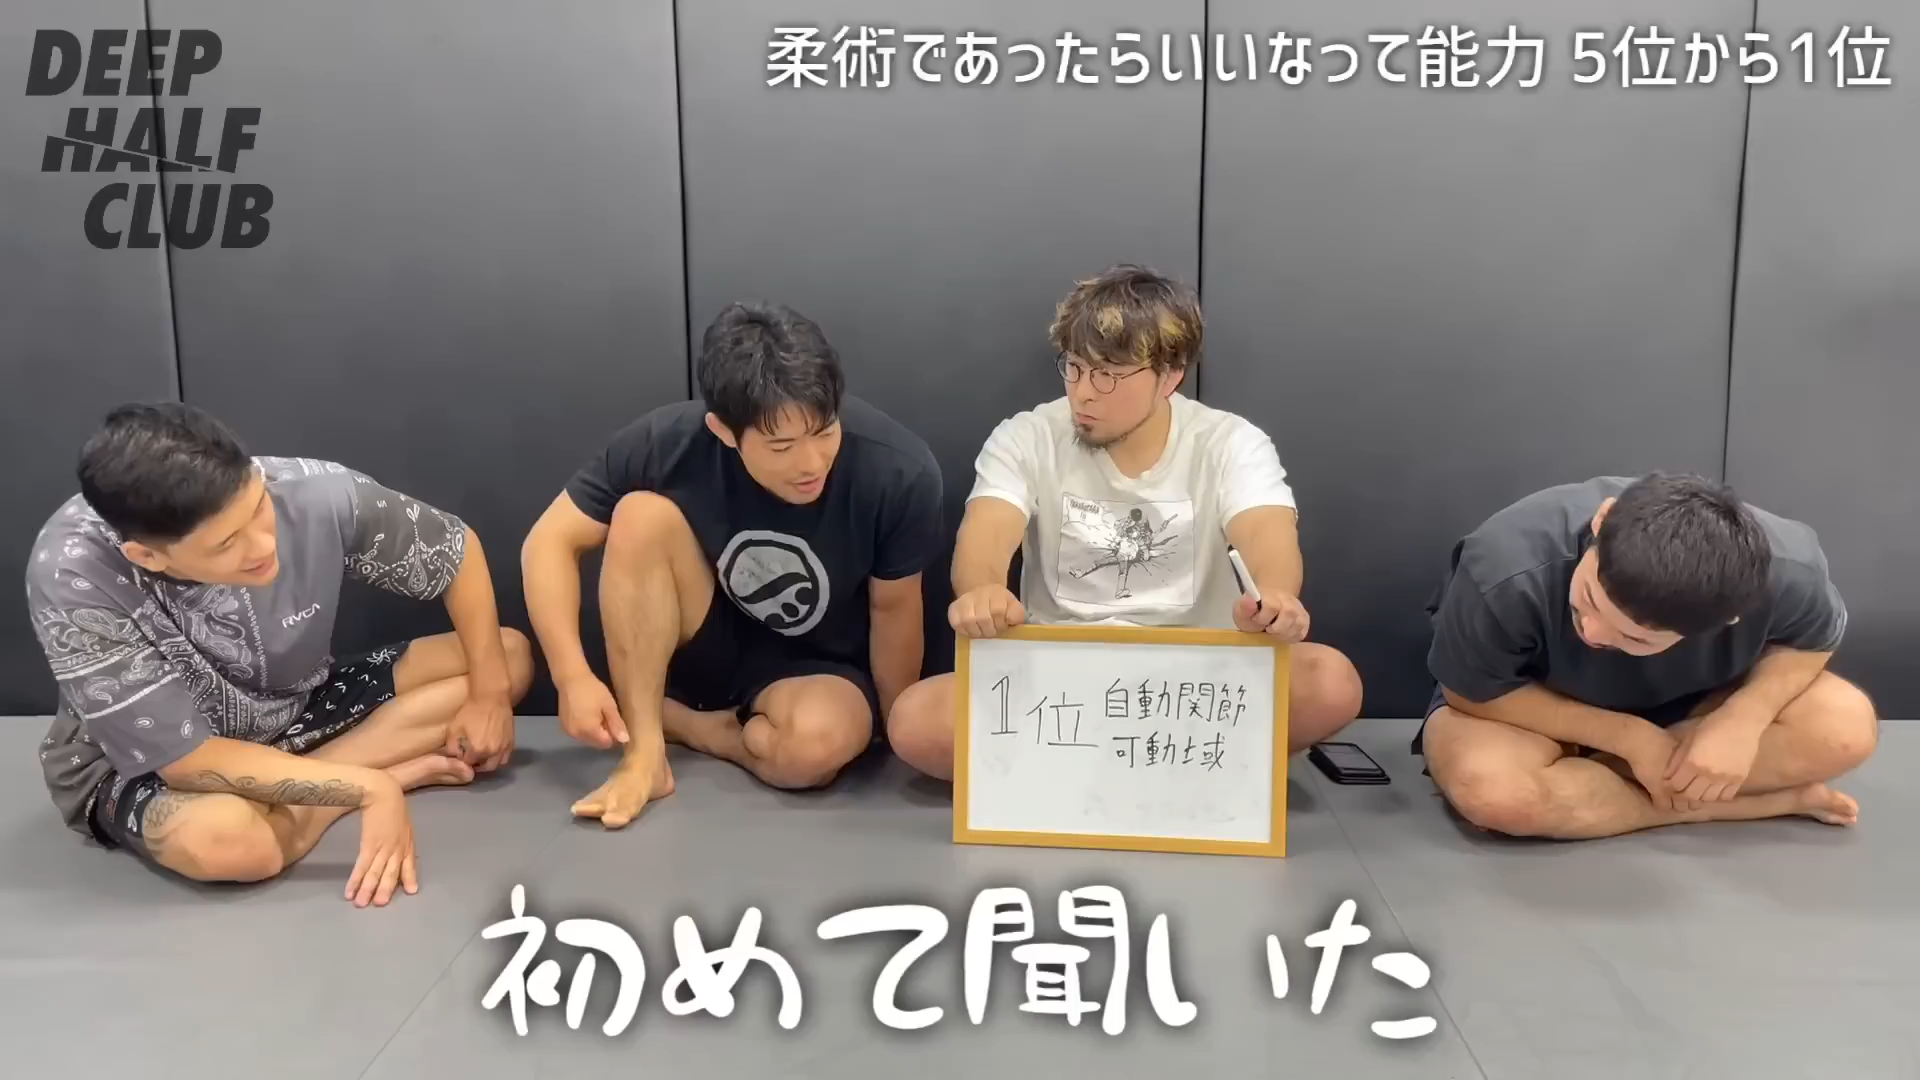 DEEP
HALF
CLUB
柔術であったらいいなって能力 5位から1位
RVCA
1位 自動関節
可動域
初めて聞いた